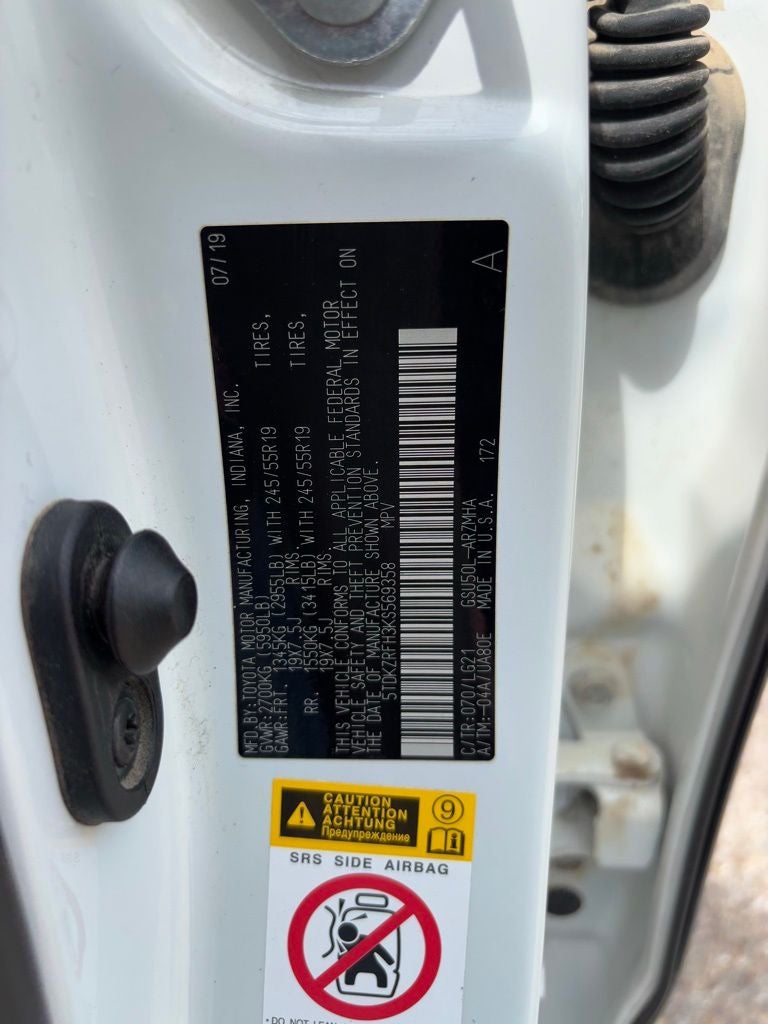 07/19
MFD.BY:TOYOTA MOTOR MANUFACTURING, INDIANA, INC.
GVWR:2700KG (5950LB)
GAWR:FRT. 1345KG (2955LB) WITH 245/55R19 TIRES,
19X7.5J RIMS.
RR. 1550KG (3415LB) WITH 245/55R19 TIRES,
19X7.5J RIMS.
THIS VEHICLE CONFORMS TO ALL APPLICABLE FEDERAL MOTOR
VEHICLE SAFETY AND THEFT PREVENTION STANDARDS IN EFFECT ON
THE DATE OF MANUFACTURE SHOWN ABOVE.
5TDKZRFH3KS569358 MPV
C/TR:070/LB21 GSU50L-ARZMHA
A/TM:-04A/UA80E MADE IN U.S.A. 172
A
CAUTION
ATTENTION
ACHTUNG
Предупреждение
9
i
SRS SIDE AIRBAG
• DO NOT LEAN